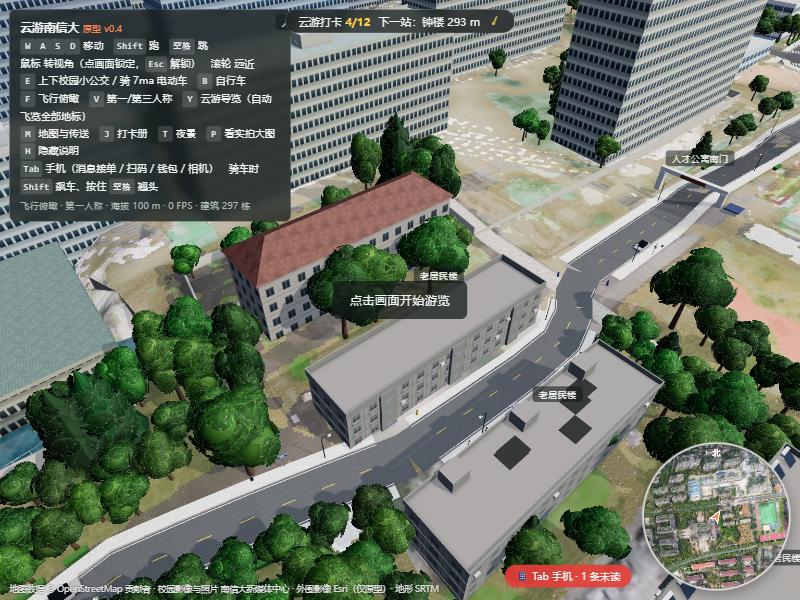 云游南信大 原型 v0.4
W A S D 移动 Shift 跑 空格 跳
鼠标 转视角（点画面锁定，Esc 解锁） 滚轮 远近
E 上下校园小公交 / 骑 7ma 电动车 B 自行车
F 飞行俯瞰 V 第一/第三人称 Y 云游导览（自动
飞览全部地标）
M 地图与传送 J 打卡册 T 夜景 P 看实拍大图
H 隐藏说明
Tab 手机（消息接单 / 扫码 / 钱包 / 相机） 骑车时
Shift 飙车、按住 空格 翘头
飞行俯瞰 · 第一人称 · 海拔 100 m · 0 FPS · 建筑 297 栋
云游打卡 4/12 下一站：钟楼 293 m
人才公寓南门
老居民楼
点击画面开始游览
老居民楼
北
居民楼
Tab 手机 · 1 条未读
地图数据 © OpenStreetMap 贡献者 · 校园影像与照片 南信大新媒体中心 · 外围影像 Esri（仅原型）· 地形 SRTM